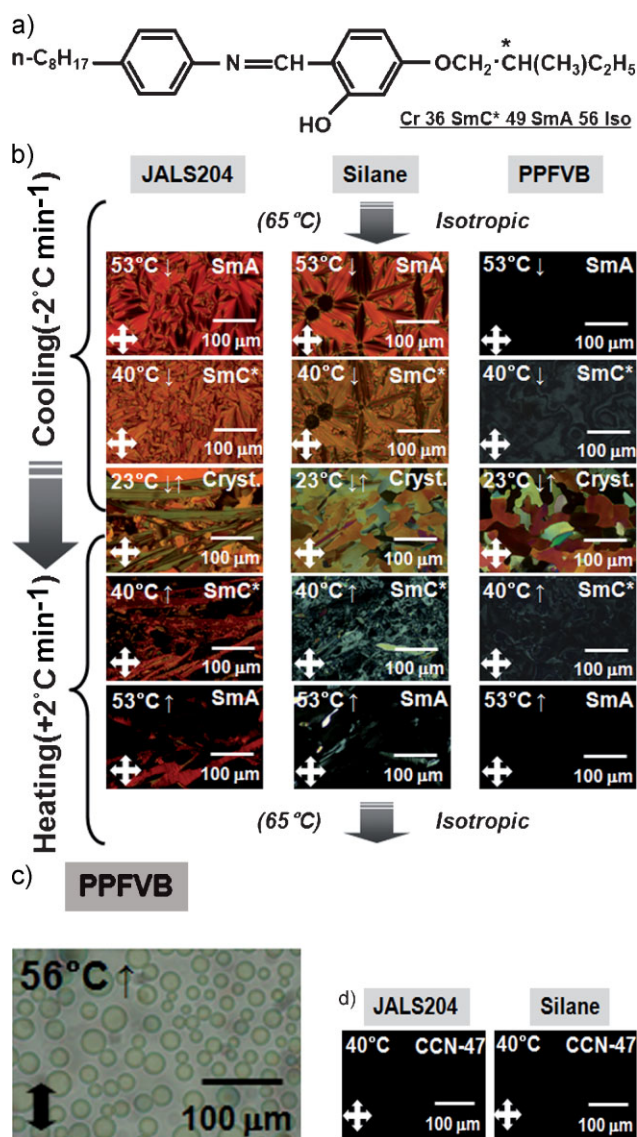 a)
n-C8H17
N
CH
OCH2
*
CH(CH3)C2H5
HO
Cr 36 SmC* 49 SmA 56 Iso
b)
JALS204 Silane PPFVB
(65°C) Isotropic
Cooling(-2°C min-1)
53°C ↓ SmA 53°C ↓ SmA 53°C ↓ SmA
100 μm 100 μm 100 μm
40°C ↓ SmC* 40°C ↓ SmC* 40°C ↓ SmC*
100 μm 100 μm 100 μm
23°C ↓↑ Cryst. 23°C ↓↑ Cryst. 23°C ↓↑ Cryst.
100 μm 100 μm 100 μm
Heating(+2°C min-1)
40°C ↑ SmC* 40°C ↑ SmC* 40°C ↑ SmC*
100 μm 100 μm 100 μm
53°C ↑ SmA 53°C ↑ SmA 53°C ↑ SmA
100 μm 100 μm 100 μm
(65°C) Isotropic
c)
PPFVB
56°C ↑
100 μm
d)
JALS204 Silane
40°C CCN-47 40°C CCN-47
100 μm 100 μm